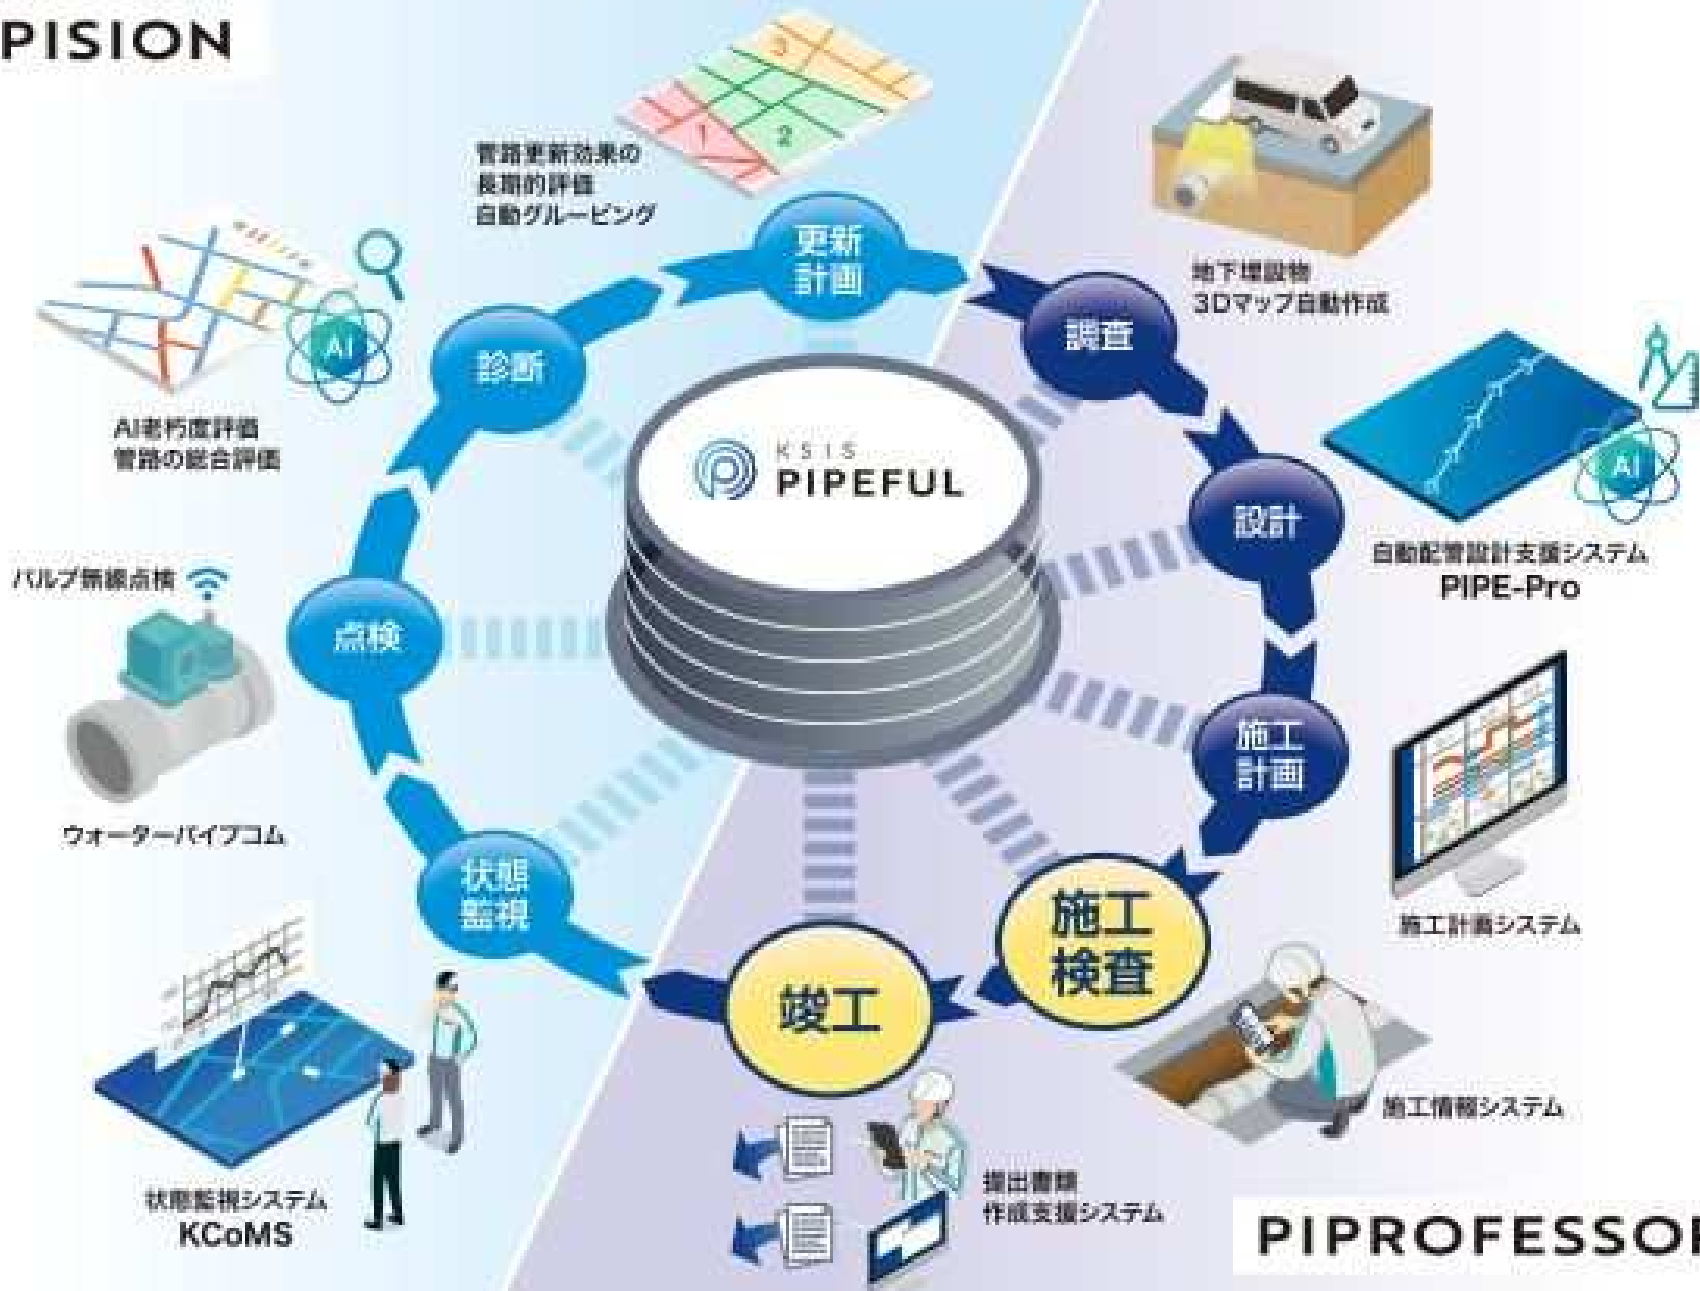 PISION
管路更新効果の
長期的評価
自動グルーピング
3
1
2
更新
計画
地下埋設物
3Dマップ自動作成
調査
診断
AI
AI老朽度評価
管路の総合評価
KSIS
PIPEFUL
設計
AI
自動配管設計支援システム
PIPE-Pro
バルブ無線点検
点検
ウォーターパイプコム
施工
計画
施工計画システム
状態
監視
施工
検査
竣工
施工情報システム
状態監視システム
KCoMS
提出書類
作成支援システム
PIPROFESSOR